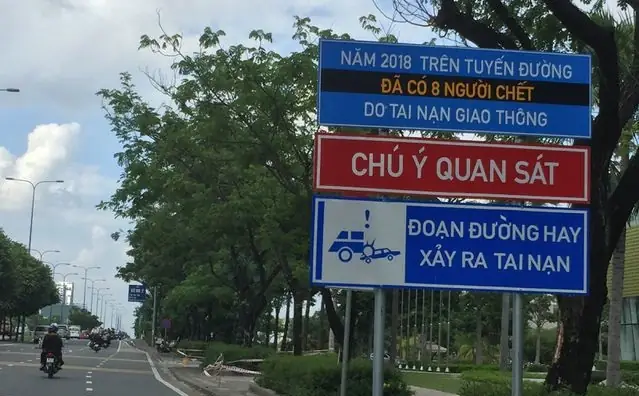 NĂM 2018 TRÊN TUYẾN ĐƯỜNG
ĐÃ CÓ 8 NGƯỜI CHẾT
DO TAI NẠN GIAO THÔNG
CHÚ Ý QUAN SÁT
!
ĐOẠN ĐƯỜNG HAY
XẢY RA TAI NẠN